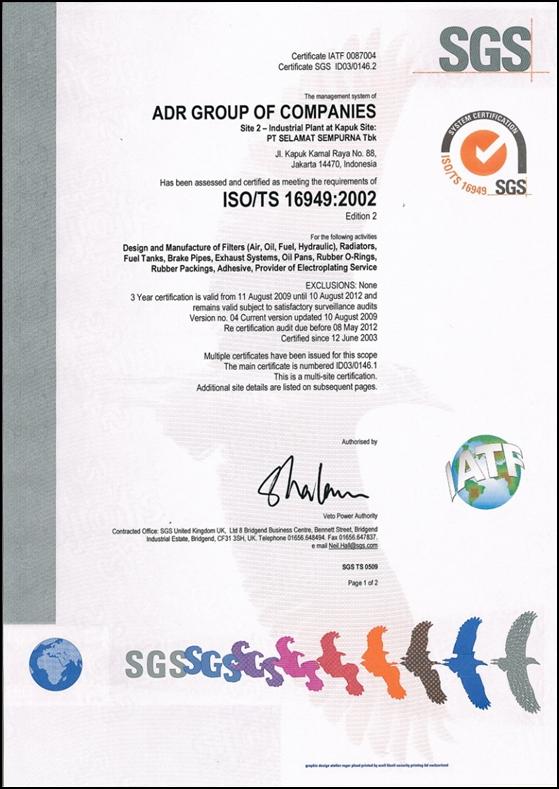 Certificate IATF 0087004
Certificate SGS ID03/0146.2
SGS
The management system of
ADR GROUP OF COMPANIES
Site 2 – Industrial Plant at Kapuk Site:
PT SELAMAT SEMPURNA Tbk
Jl. Kapuk Kamal Raya No. 88,
Jakarta 14470, Indonesia
SYSTEM CERTIFICATION
ISO/TS 16949
SGS
Has been assessed and certified as meeting the requirements of
ISO/TS 16949:2002
Edition 2
For the following activities
Design and Manufacture of Filters (Air, Oil, Fuel, Hydraulic), Radiators,
Fuel Tanks, Brake Pipes, Exhaust Systems, Oil Pans, Rubber O-Rings,
Rubber Packings, Adhesive, Provider of Electroplating Service
EXCLUSIONS: None
3 Year certification is valid from 11 August 2009 until 10 August 2012 and
remains valid subject to satisfactory surveillance audits
Version no. 04 Current version updated 10 August 2009
Re certification audit due before 08 May 2012
Certified since 12 June 2003
Multiple certificates have been issued for this scope
The main certificate is numbered ID03/0146.1
This is a multi-site certification.
Additional site details are listed on subsequent pages.
Authorised by
IATF
Veto Power Authority
Contracted Office: SGS United Kingdom UK, Ltd 8 Bridgend Business Centre, Bennett Street, Bridgend
Industrial Estate, Bridgend, CF31 3SH, UK. Telephone 01656.648494. Fax 01656.647837.
e mail Neil.Hall@sgs.com
SGS TS 0509
Page 1 of 2
SGS SGS SGS